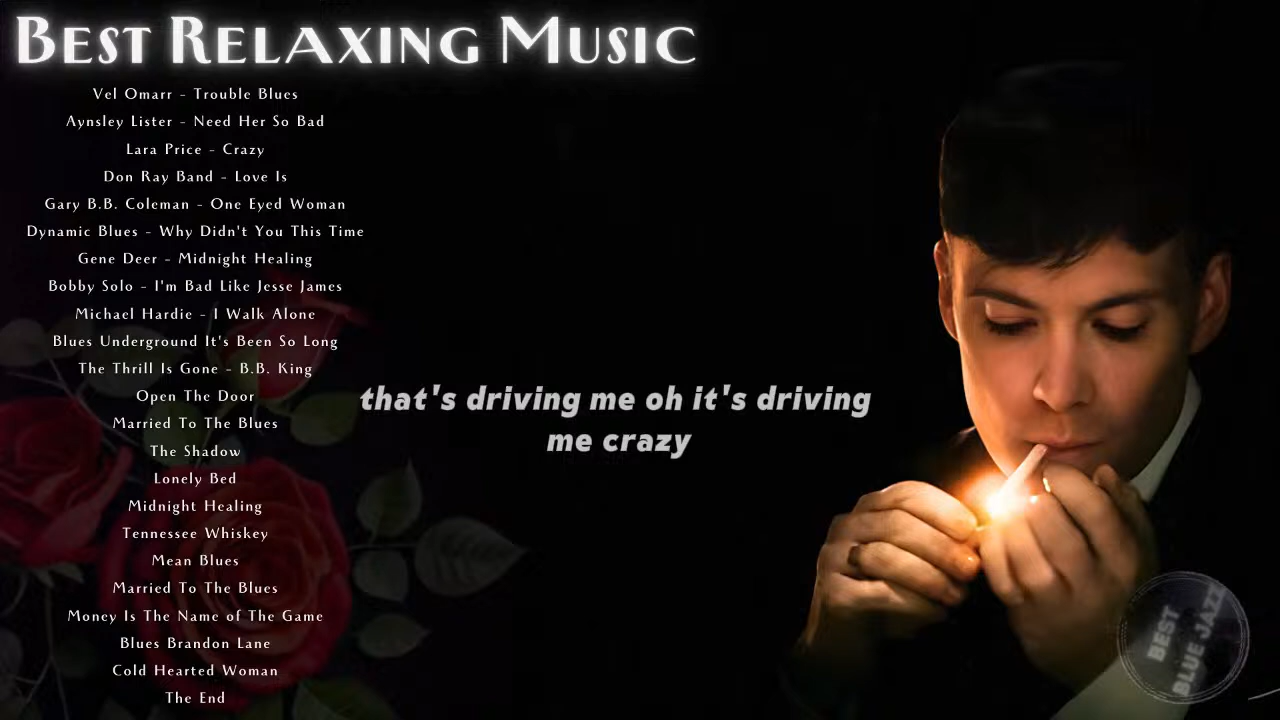 Best Relaxing Music
Vel Omarr - Trouble Blues
Aynsley Lister - Need Her So Bad
Lara Price - Crazy
Don Ray Band - Love Is
Gary B.B. Coleman - One Eyed Woman
Dynamic Blues - Why Didn't You This Time
Gene Deer - Midnight Healing
Bobby Solo - I'm Bad Like Jesse James
Michael Hardie - I Walk Alone
Blues Underground It's Been So Long
The Thrill Is Gone - B.B. King
Open The Door
Married To The Blues
The Shadow
Lonely Bed
Midnight Healing
Tennessee Whiskey
Mean Blues
Married To The Blues
Money Is The Name of The Game
Blues Brandon Lane
Cold Hearted Woman
The End
that's driving me oh it's driving
me crazy
BEST
BLUE JAZZ